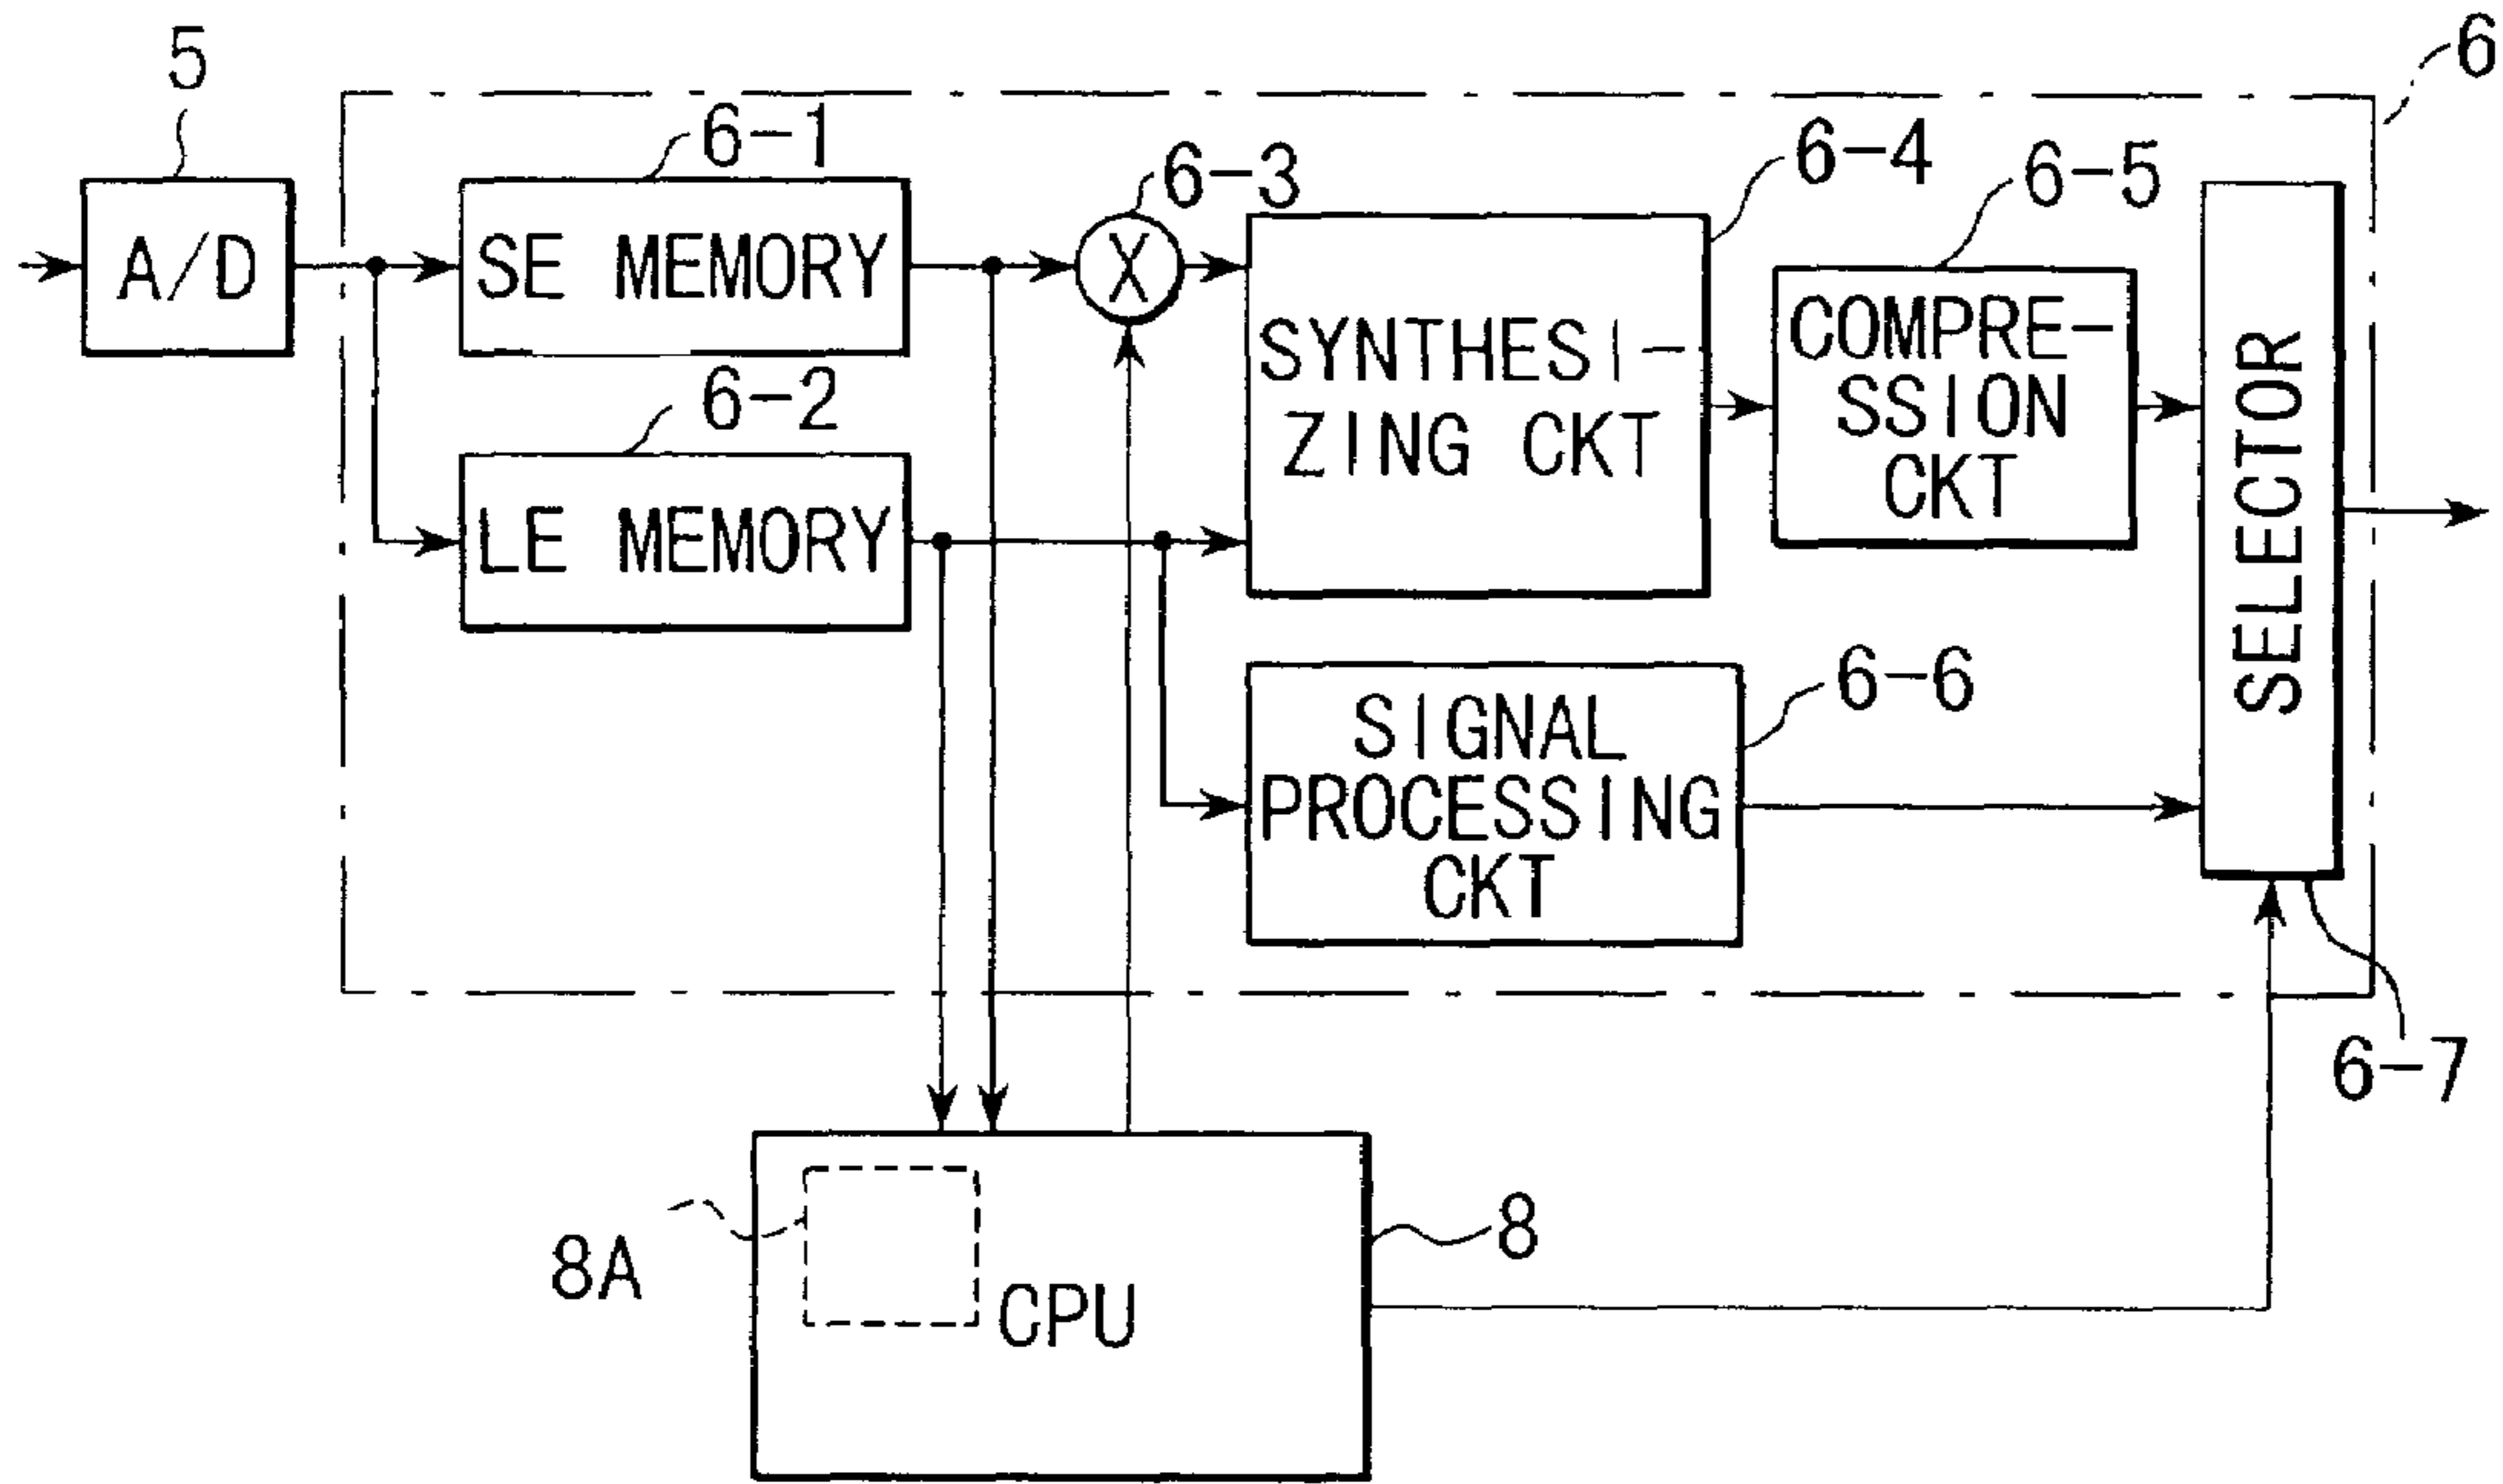 5
6
6-1
6-3
6-4
6-5
A/D
SE MEMORY
X
SYNTHESI-
ZING CKT
COMPRE-
SSION
CKT
SELECTOR
6-2
LE MEMORY
6-6
SIGNAL
PROCESSING
CKT
6-7
8A
CPU
8